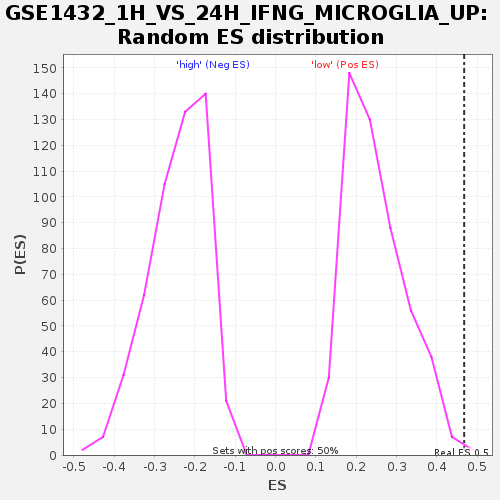 GSE1432_1H_VS_24H_IFNG_MICROGLIA_UP:
Random ES distribution
'high' (Neg ES) 'low' (Pos ES)
P(ES)
150
140
130
120
110
100
90
80
70
60
50
40
30
20
10
0
Sets with pos scores: 50%
Real ES 0.5
-0.5 -0.4 -0.3 -0.2 -0.1 0.0 0.1 0.2 0.3 0.4 0.5
ES